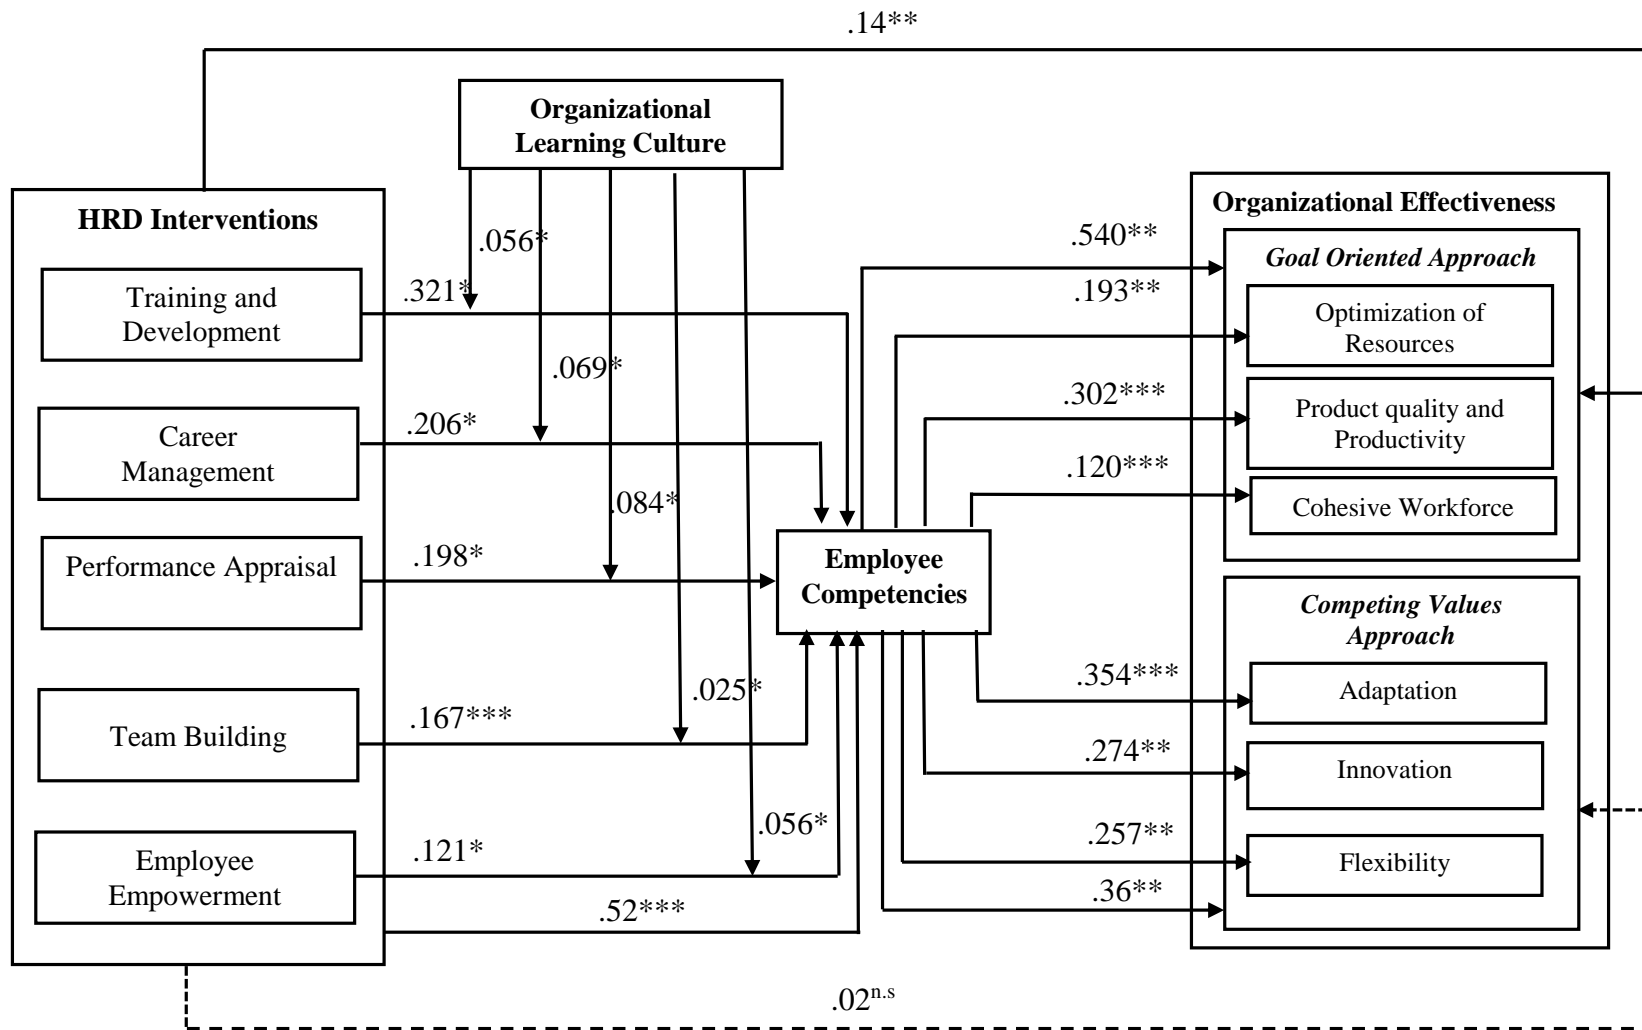 .14**
Organizational
Learning Culture
HRD Interventions
Organizational Effectiveness
.056*
.540**
Goal Oriented Approach
Training and
Development
.321*
.193**
Optimization of
Resources
.069*
.302***
Product quality and
Productivity
Career
Management
.206*
.120***
.084*
Cohesive Workforce
Performance Appraisal
.198*
Employee
Competencies
Competing Values
Approach
.025*
.354***
Adaptation
Team Building
.167***
.274**
Innovation
.056*
.257**
Flexibility
Employee
Empowerment
.121*
.36**
.52***
.02n.s